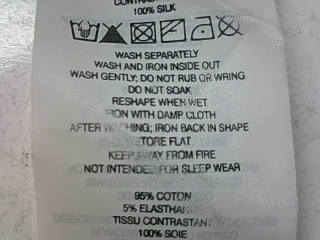 CONTRAST
100% SILK
WASH SEPARATELY
WASH AND IRON INSIDE OUT
WASH GENTLY; DO NOT RUB OR WRING
DO NOT SOAK
RESHAPE WHEN WET
IRON WITH DAMP CLOTH
AFTER WASHING; IRON BACK IN SHAPE
STORE FLAT
KEEP AWAY FROM FIRE
NOT INTENDED FOR SLEEP WEAR
95% COTON
5% ELASTHANNE
TISSU CONTRASTANT
100% SOIE